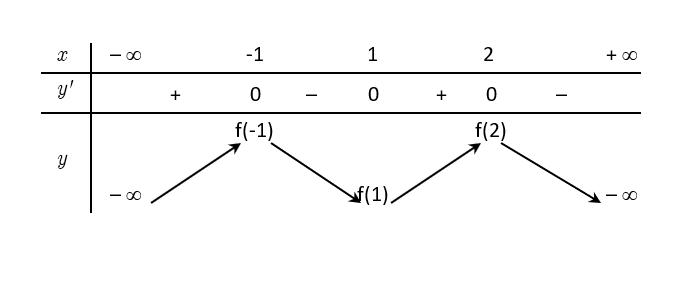 x −∞ -1 1 2 +∞
y′ + 0 − 0 + 0 −
f(-1) f(2)
y
−∞ f(1) −∞